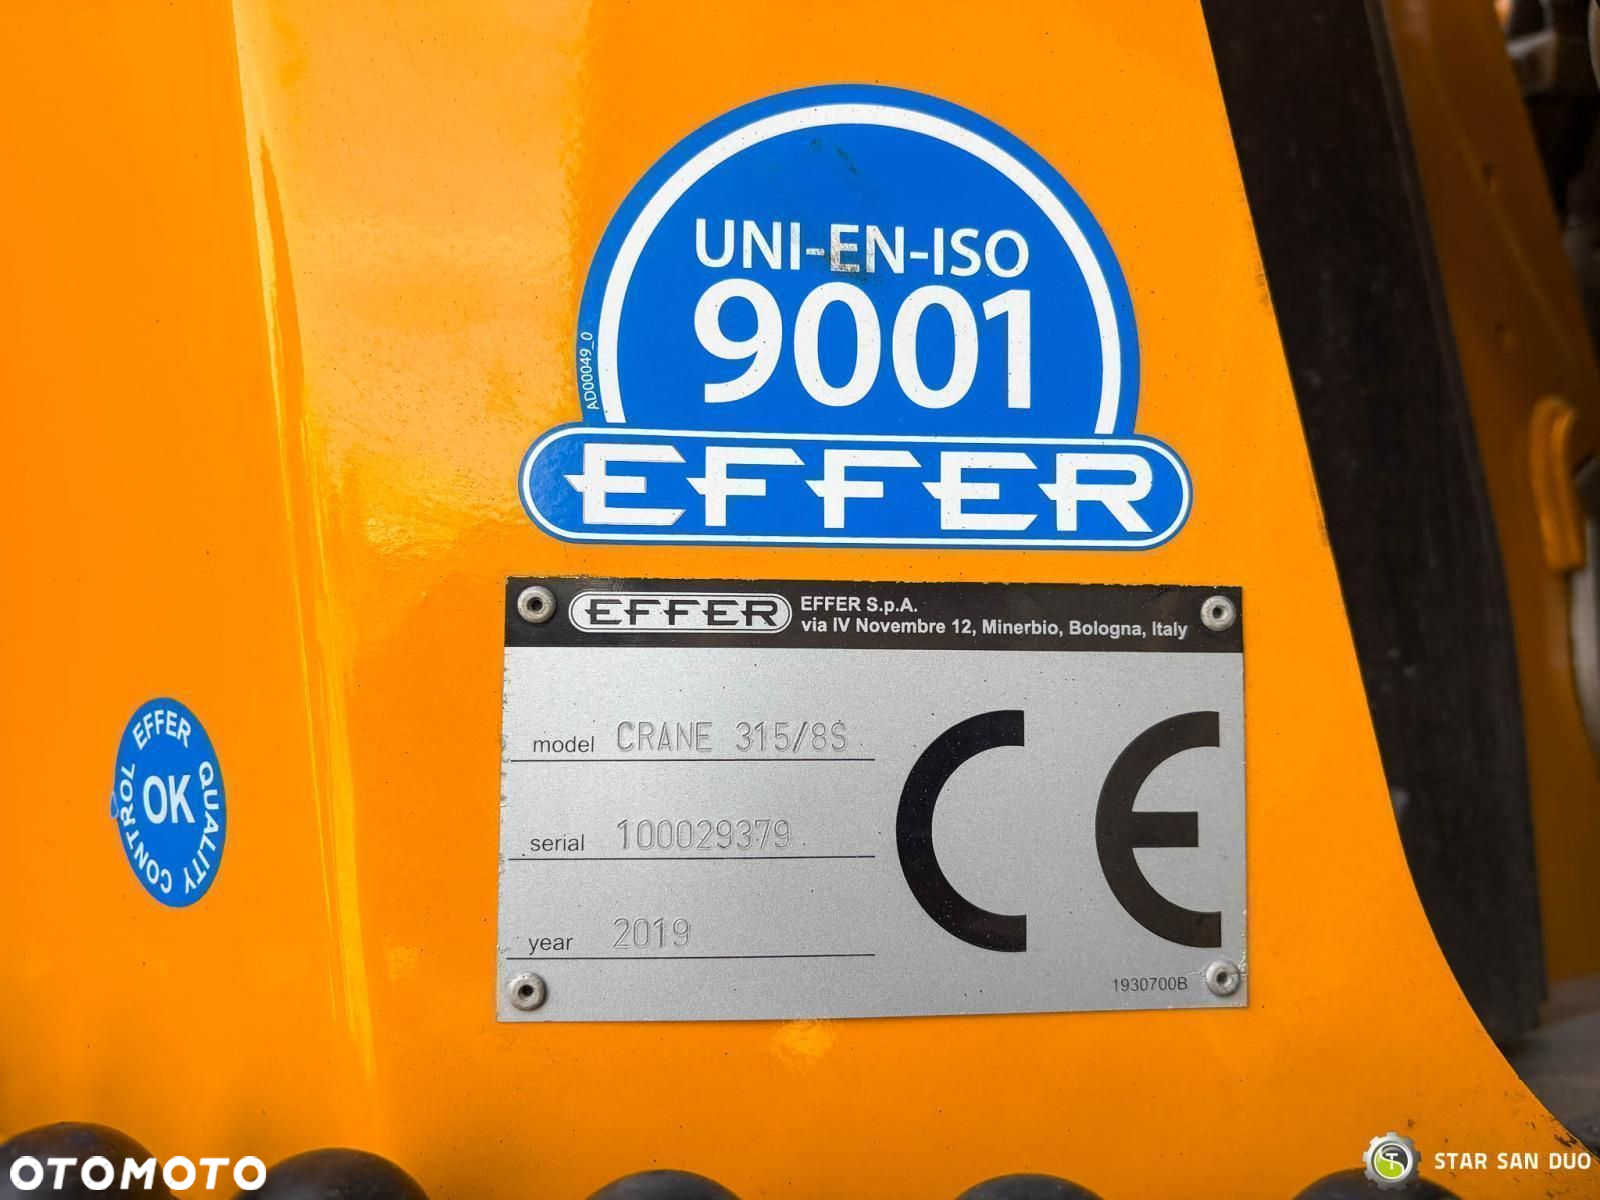 UNI-EN-ISO
9001
AD00049_0
EFFER
EFFER
EFFER S.p.A.
via IV Novembre 12, Minerbio, Bologna, Italy
model CRANE 315/8S
serial 100029379
year 2019
CE
1930700B
EFFER
OK
QUALITY CONTROL
OTOMOTO
STAR SAN DUO